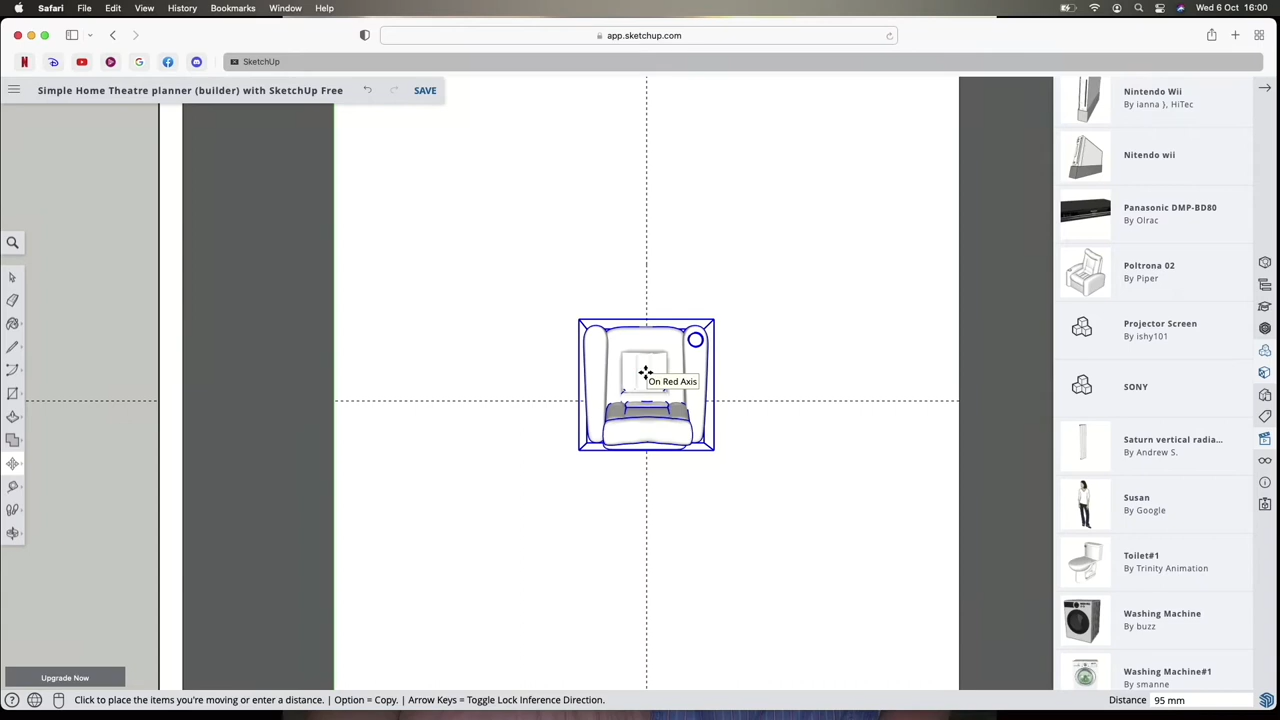 Safari File Edit View History Bookmarks Window Help Wed 6 Oct 16:00
app.sketchup.com
SketchUp
Simple Home Theatre planner (builder) with SketchUp Free SAVE
Nintendo Wii
By ianna }, HiTec
Nitendo wii
Panasonic DMP-BD80
By Olrac
Poltrona 02
By Piper
Projector Screen
By ishy101
On Red Axis
SONY
Saturn vertical radia...
By Andrew S.
Susan
By Google
Toilet#1
By Trinity Animation
Washing Machine
By buzz
Washing Machine#1
By smanne
Upgrade Now
Click to place the items you're moving or enter a distance. | Option = Copy. | Arrow Keys = Toggle Lock Inference Direction. Distance 95 mm